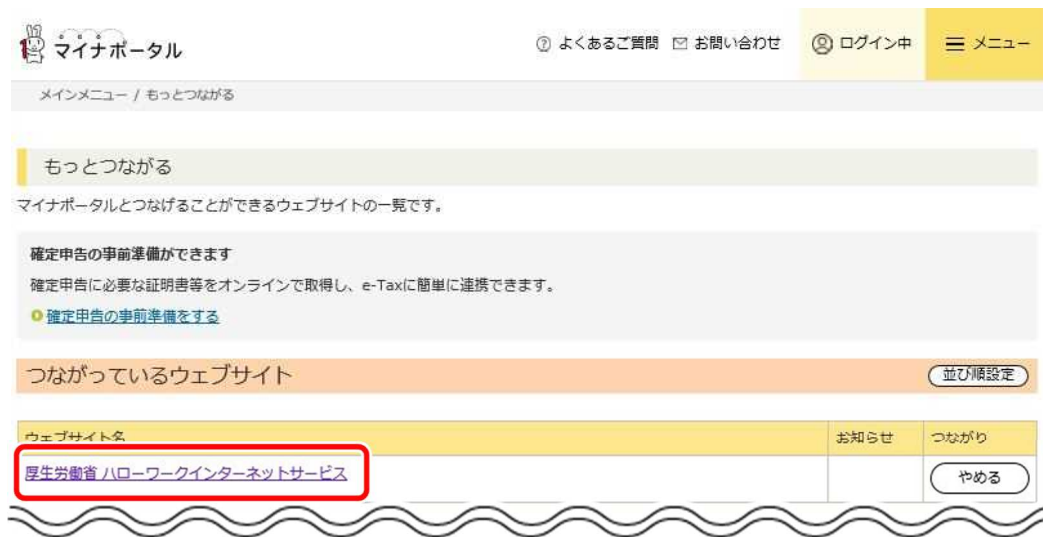 マイナポータル
よくあるご質問 お問い合わせ ログイン中 メニュー
メインメニュー / もっとつながる
もっとつながる
マイナポータルとつなげることができるウェブサイトの一覧です。
確定申告の事前準備ができます
確定申告に必要な証明書等をオンラインで取得し、e-Taxに簡単に連携できます。
確定申告の事前準備をする
つながっているウェブサイト 並び順設定
ウェブサイト名 お知らせ つながり
厚生労働省 ハローワークインターネットサービス やめる